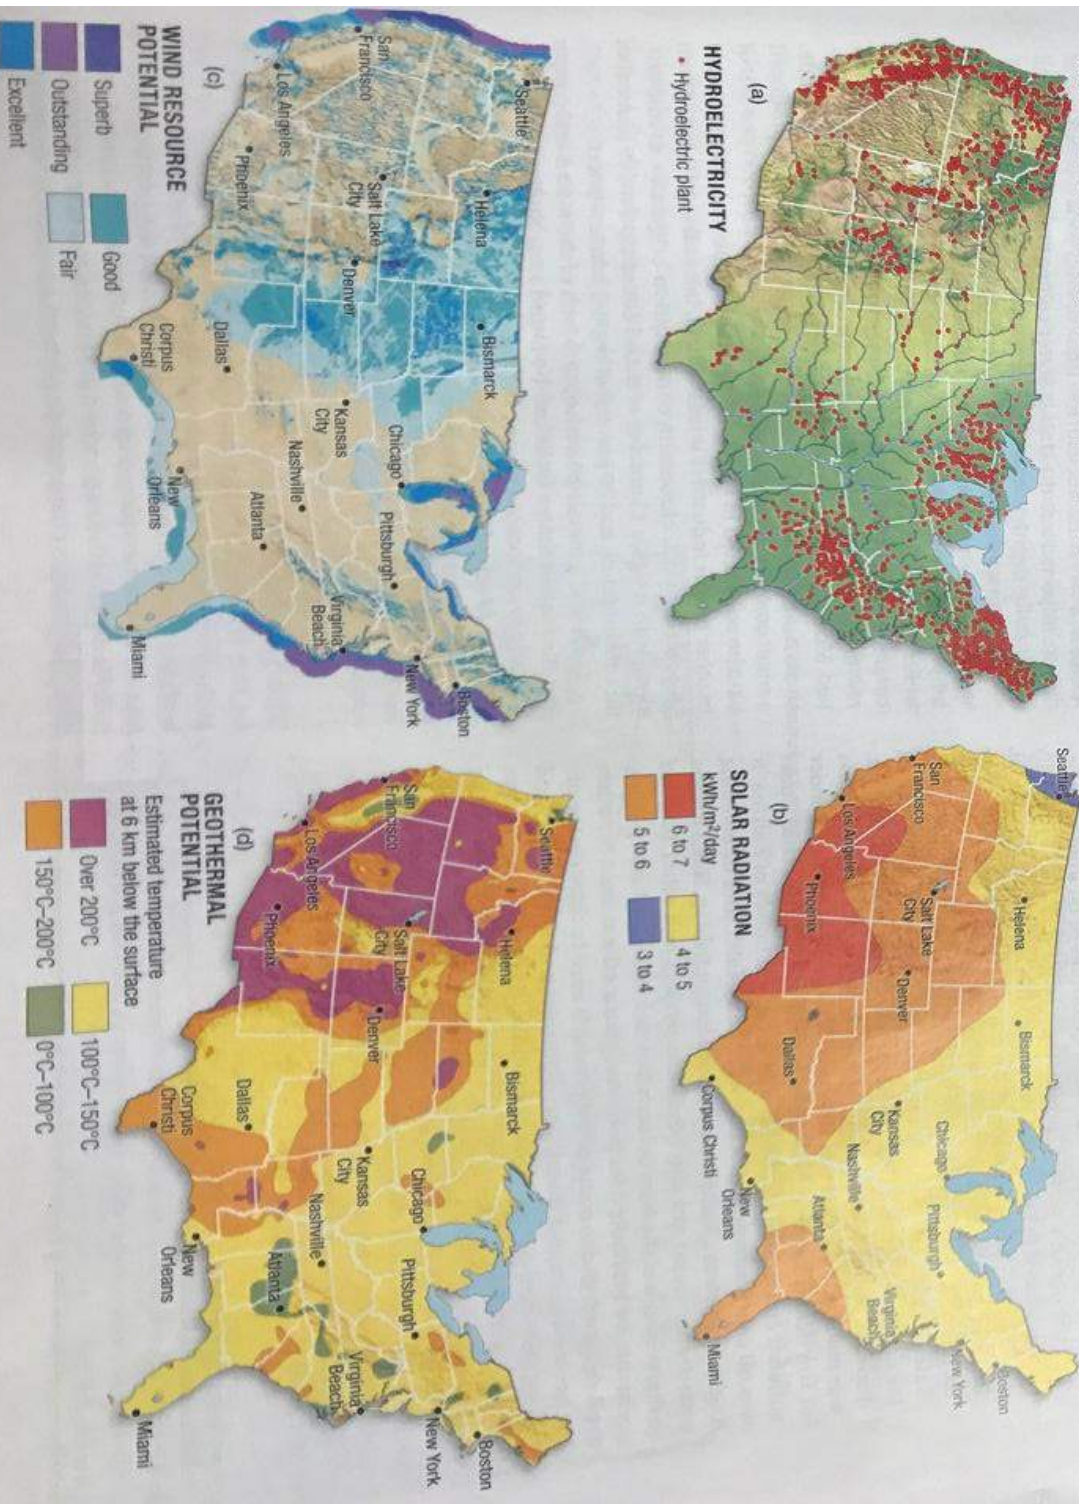 (a)
HYDROELECTRICITY
• Hydroelectric plant
Seattle
San
Francisco
Los Angeles
Phoenix
Salt Lake
City
Helena
Denver
Bismarck
Dallas
Corpus Christi
Kansas
City
Chicago
Nashville
New
Orleans
Atlanta
Pittsburgh
Virginia
Beach
Miami
New York
Boston
(b)
SOLAR RADIATION
kWh/m²/day
6 to 7
4 to 5
5 to 6
3 to 4
Seattle
San
Francisco
Los Angeles
Phoenix
Salt Lake
City
Helena
Denver
Bismarck
Dallas
Corpus
Christi
Kansas
City
Chicago
Nashville
New
Orleans
Atlanta
Pittsburgh
Virginia
Beach
Miami
New York
Boston
(c)
WIND RESOURCE
POTENTIAL
Superb
Good
Outstanding
Fair
Excellent
Seattle
San
Francisco
Los Angeles
Phoenix
Salt Lake
City
Helena
Denver
Bismarck
Dallas
Corpus
Christi
Kansas
City
Chicago
Nashville
New
Orleans
Atlanta
Pittsburgh
Virginia
Beach
Miami
New York
Boston
(d)
GEOTHERMAL
POTENTIAL
Estimated temperature
at 6 km below the surface
Over 200°C
100°C–150°C
150°C–200°C
0°C–100°C